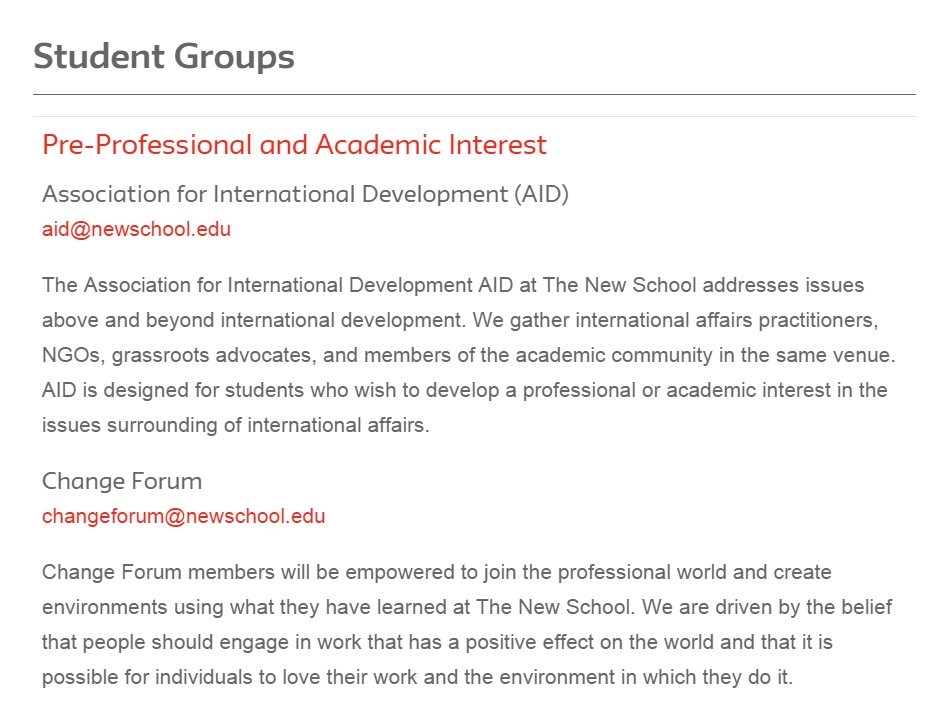 Student Groups
Pre-Professional and Academic Interest
Association for International Development (AID)
aid@newschool.edu
The Association for International Development AID at The New School addresses issues
above and beyond international development. We gather international affairs practitioners,
NGOs, grassroots advocates, and members of the academic community in the same venue.
AID is designed for students who wish to develop a professional or academic interest in the
issues surrounding of international affairs.
Change Forum
changeforum@newschool.edu
Change Forum members will be empowered to join the professional world and create
environments using what they have learned at The New School. We are driven by the belief
that people should engage in work that has a positive effect on the world and that it is
possible for individuals to love their work and the environment in which they do it.